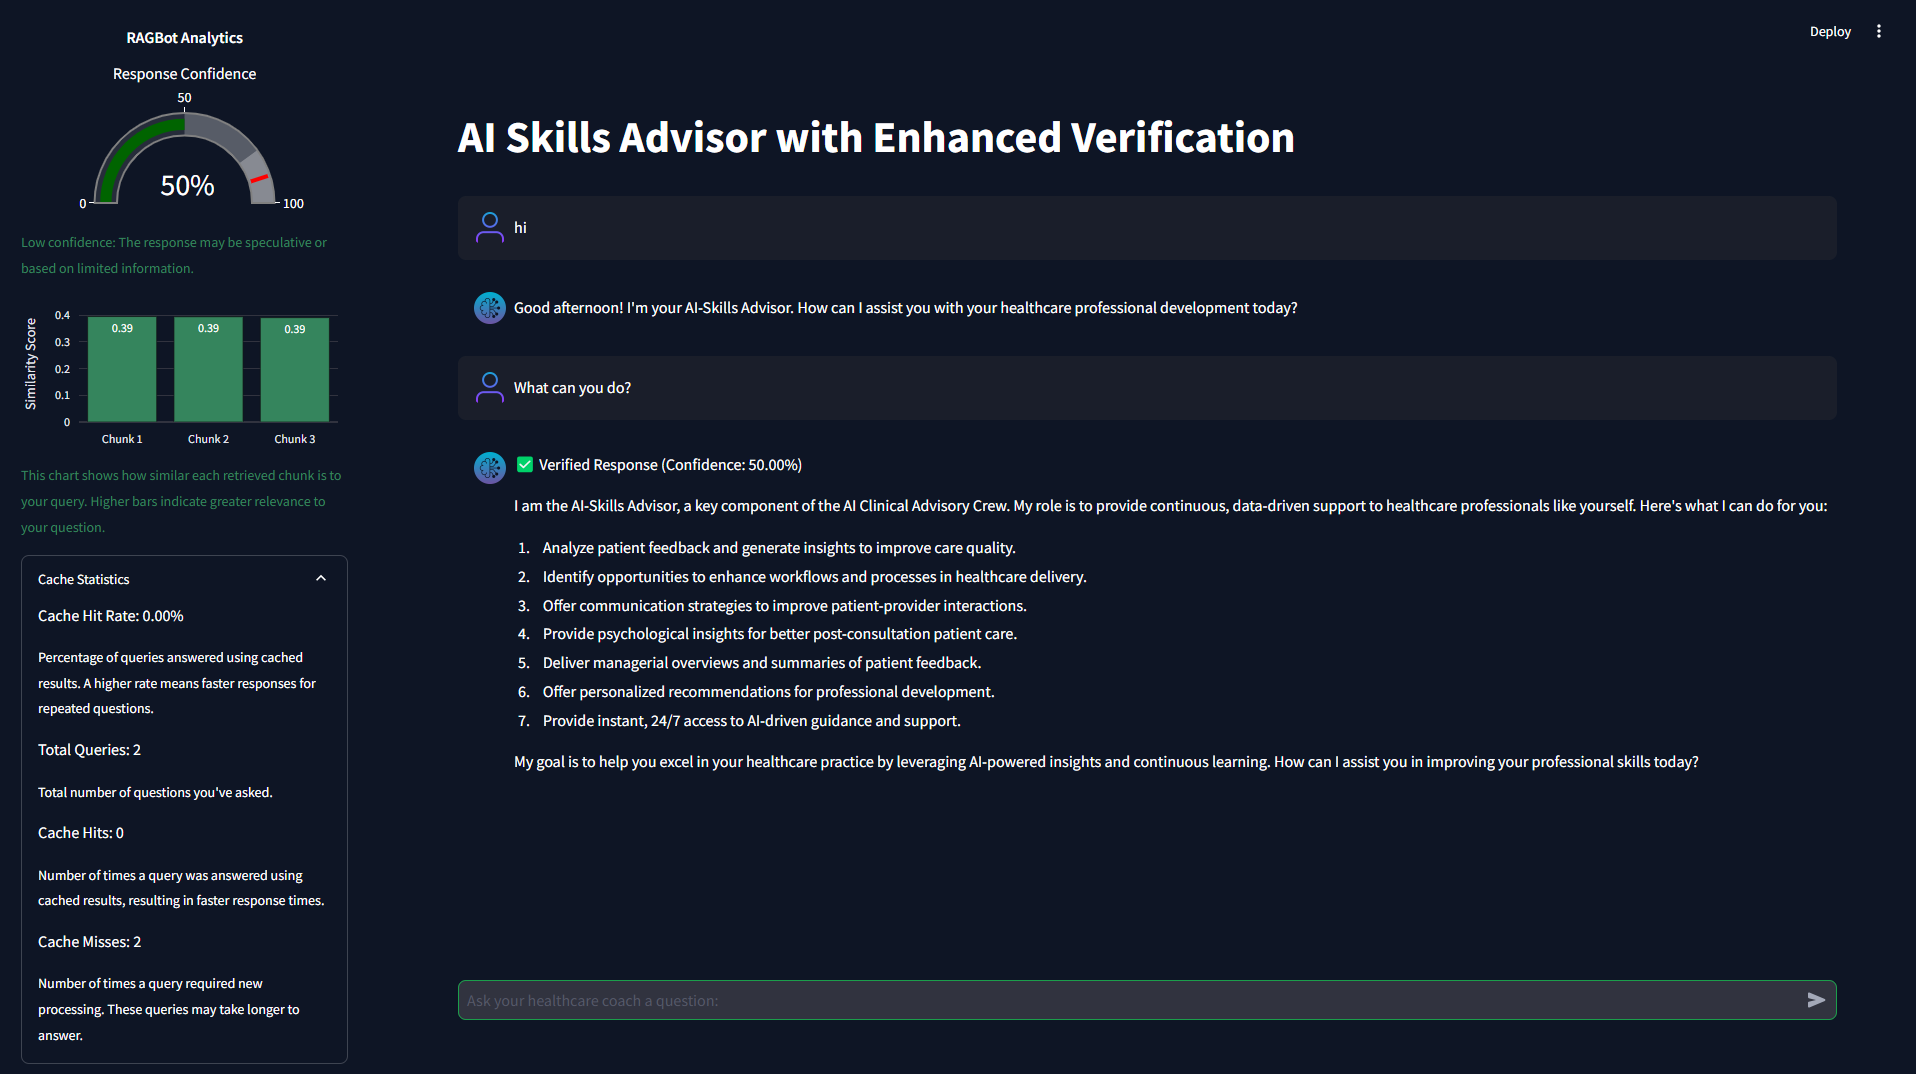 RAGBot Analytics
Response Confidence
50
50%
0
100
Low confidence: The response may be speculative or
based on limited information.
Similarity Score
0.4
0.3
0.2
0.1
0
0.39
0.39
0.39
Chunk 1
Chunk 2
Chunk 3
This chart shows how similar each retrieved chunk is to
your query. Higher bars indicate greater relevance to
your question.
Cache Statistics
Cache Hit Rate: 0.00%
Percentage of queries answered using cached
results. A higher rate means faster responses for
repeated questions.
Total Queries: 2
Total number of questions you've asked.
Cache Hits: 0
Number of times a query was answered using
cached results, resulting in faster response times.
Cache Misses: 2
Number of times a query required new
processing. These queries may take longer to
answer.
Deploy
AI Skills Advisor with Enhanced Verification
hi
Good afternoon! I'm your AI-Skills Advisor. How can I assist you with your healthcare professional development today?
What can you do?
Verified Response (Confidence: 50.00%)
I am the AI-Skills Advisor, a key component of the AI Clinical Advisory Crew. My role is to provide continuous, data-driven support to healthcare professionals like yourself. Here's what I can do for you:
1. Analyze patient feedback and generate insights to improve care quality.
2. Identify opportunities to enhance workflows and processes in healthcare delivery.
3. Offer communication strategies to improve patient-provider interactions.
4. Provide psychological insights for better post-consultation patient care.
5. Deliver managerial overviews and summaries of patient feedback.
6. Offer personalized recommendations for professional development.
7. Provide instant, 24/7 access to AI-driven guidance and support.
My goal is to help you excel in your healthcare practice by leveraging AI-powered insights and continuous learning. How can I assist you in improving your professional skills today?
Ask your healthcare coach a question: